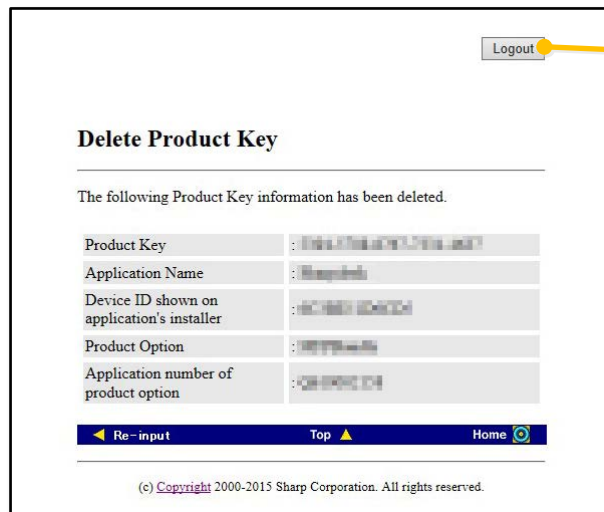 Logout
Delete Product Key
The following Product Key information has been deleted.
Product Key :
Application Name :
Device ID shown on
application's installer :
Product Option :
Application number of
product option :
Re-input Top Home
(c) Copyright 2000-2015 Sharp Corporation. All rights reserved.